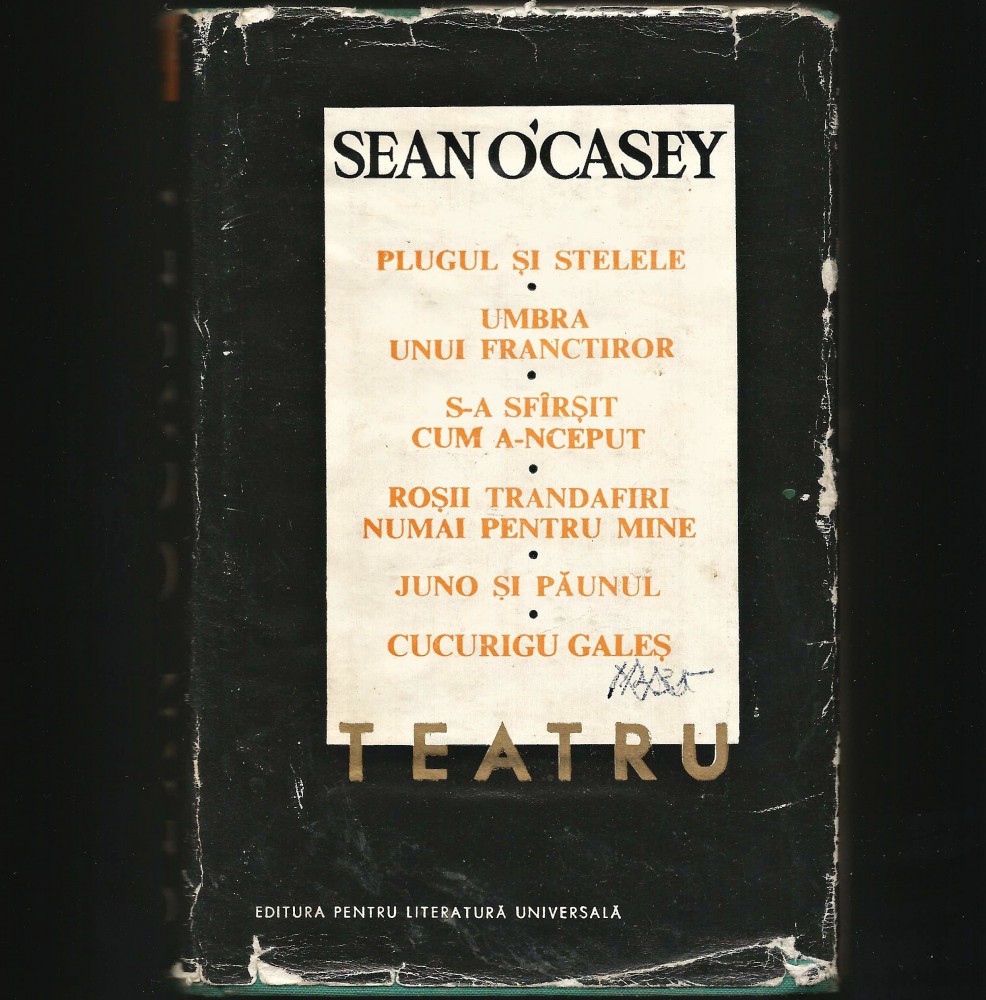 SEAN O'CASEY
PLUGUL ȘI STELELE
UMBRA
UNUI FRANCTIROR
S-A SFÎRȘIT
CUM A-NCEPUT
ROȘII TRANDAFIRI
NUMAI PENTRU MINE
JUNO ȘI PĂUNUL
CUCURIGU GALEȘ
TEATRU
EDITURA PENTRU LITERATURĂ UNIVERSALĂ